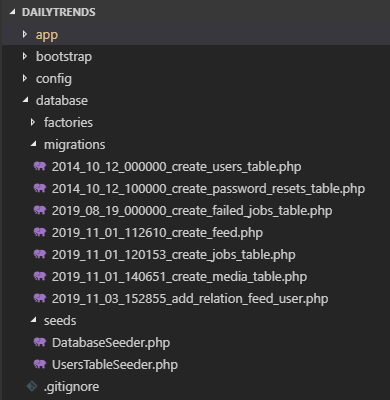 DAILYTRENDS
app
bootstrap
config
database
factories
migrations
2014_10_12_000000_create_users_table.php
2014_10_12_100000_create_password_resets_table.php
2019_08_19_000000_create_failed_jobs_table.php
2019_11_01_112610_create_feed.php
2019_11_01_120153_create_jobs_table.php
2019_11_01_140651_create_media_table.php
2019_11_03_152855_add_relation_feed_user.php
seeds
DatabaseSeeder.php
UsersTableSeeder.php
.gitignore